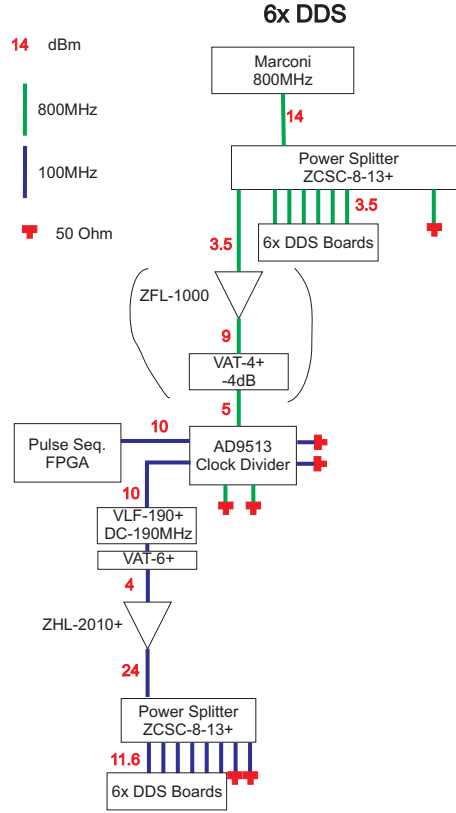 6x DDS
14 dBm
Marconi
800MHz
800MHz
14
100MHz
Power Splitter
ZCSC-8-13+
3.5
50 Ohm
3.5
6x DDS Boards
ZFL-1000
9
VAT-4+
-4dB
5
10
Pulse Seq.
FPGA
AD9513
Clock Divider
10
VLF-190+
DC-190MHz
VAT-6+
4
ZHL-2010+
24
Power Splitter
ZCSC-8-13+
11.6
6x DDS Boards